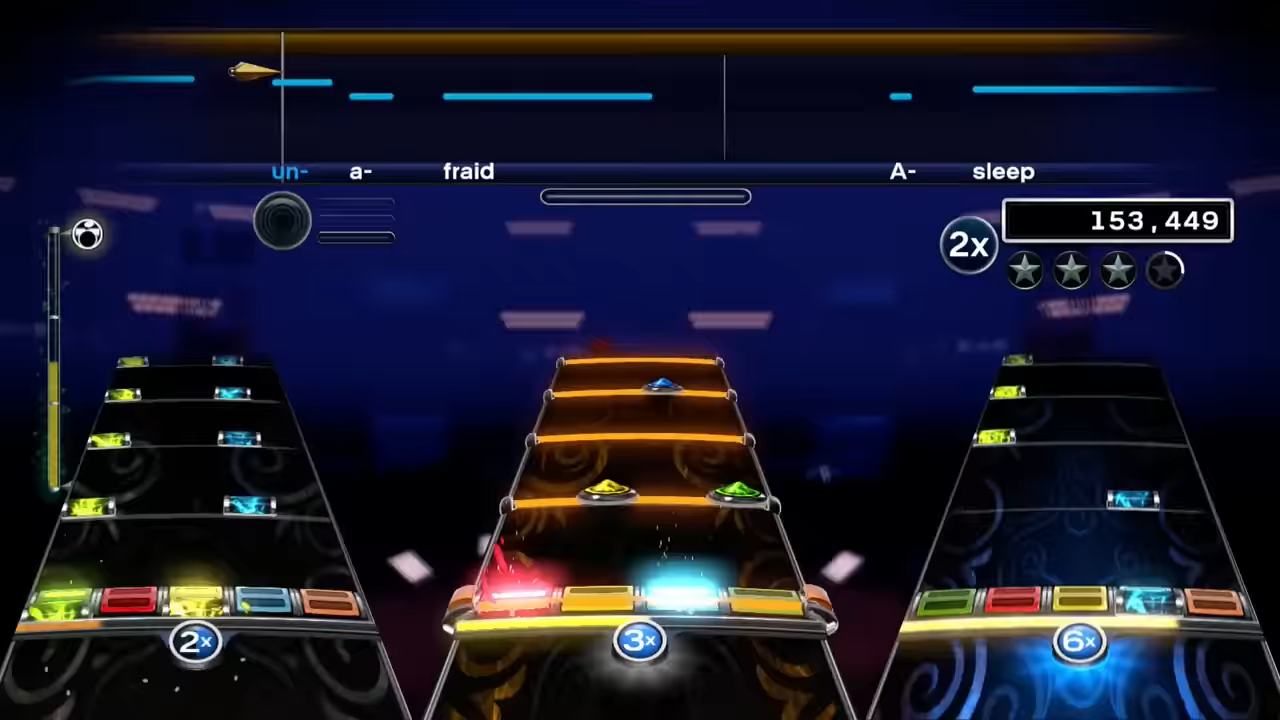 un- a- fraid A- sleep
153,449
2x
2x
3x
6x